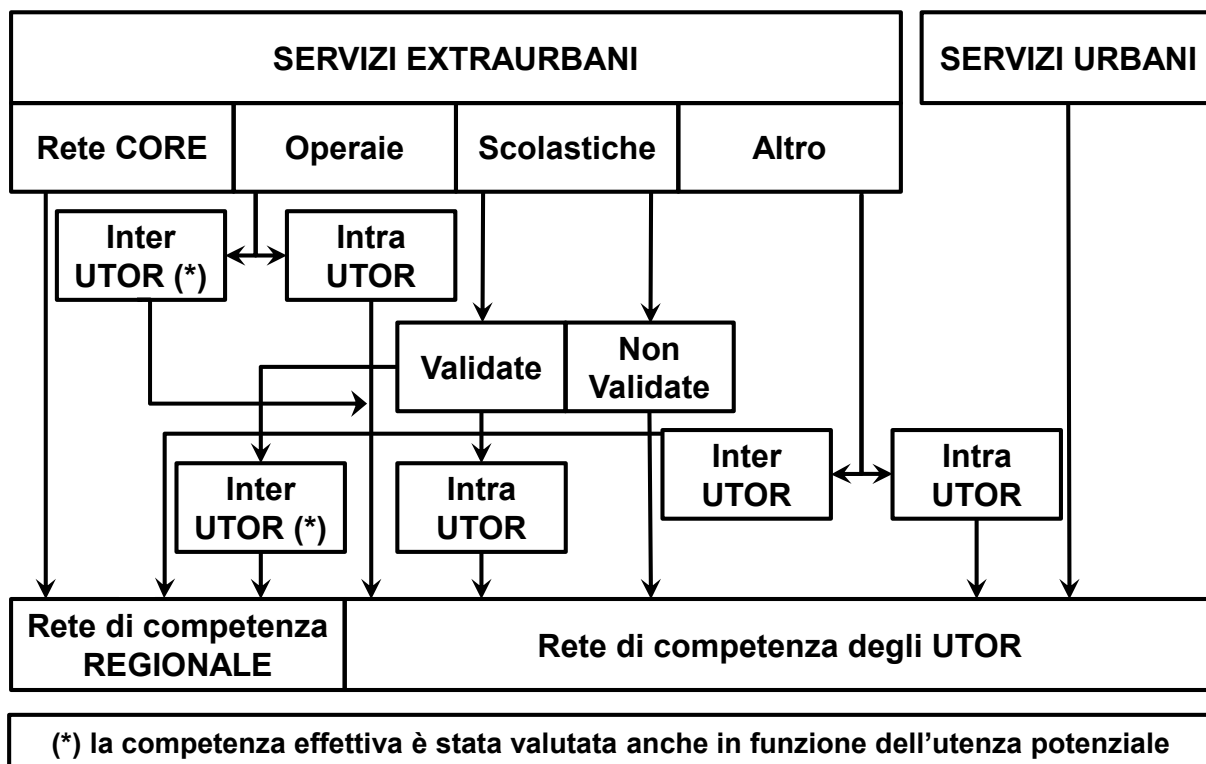 SERVIZI EXTRAURBANI
SERVIZI URBANI
Rete CORE
Operaie
Scolastiche
Altro
Inter
UTOR (*)
Intra
UTOR
Validate
Non
Validate
Inter
UTOR (*)
Intra
UTOR
Inter
UTOR
Intra
UTOR
Rete di competenza
REGIONALE
Rete di competenza degli UTOR
(*) la competenza effettiva è stata valutata anche in funzione dell'utenza potenziale